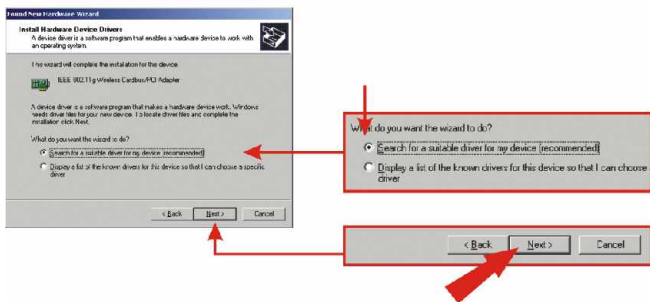 Found New Hardware Wizard
Install Hardware Device Drivers
A device driver is a software program that enables a hardware device to work with
an operating system.
This wizard will complete the installation for this device:
IEEE 802.11g Wireless Cardbus/PCI Adapter
A device driver is a software program that makes a hardware device work. Windows
needs driver files for your new device. To locate driver files and complete the
installation click Next.
What do you want the wizard to do?
Search for a suitable driver for my device (recommended)
Display a list of the known drivers for this device so that I can choose a specific
driver
< Back
Next >
Cancel
What do you want the wizard to do?
Search for a suitable driver for my device (recommended)
Display a list of the known drivers for this device so that I can choose a
driver
< Back
Next >
Cancel